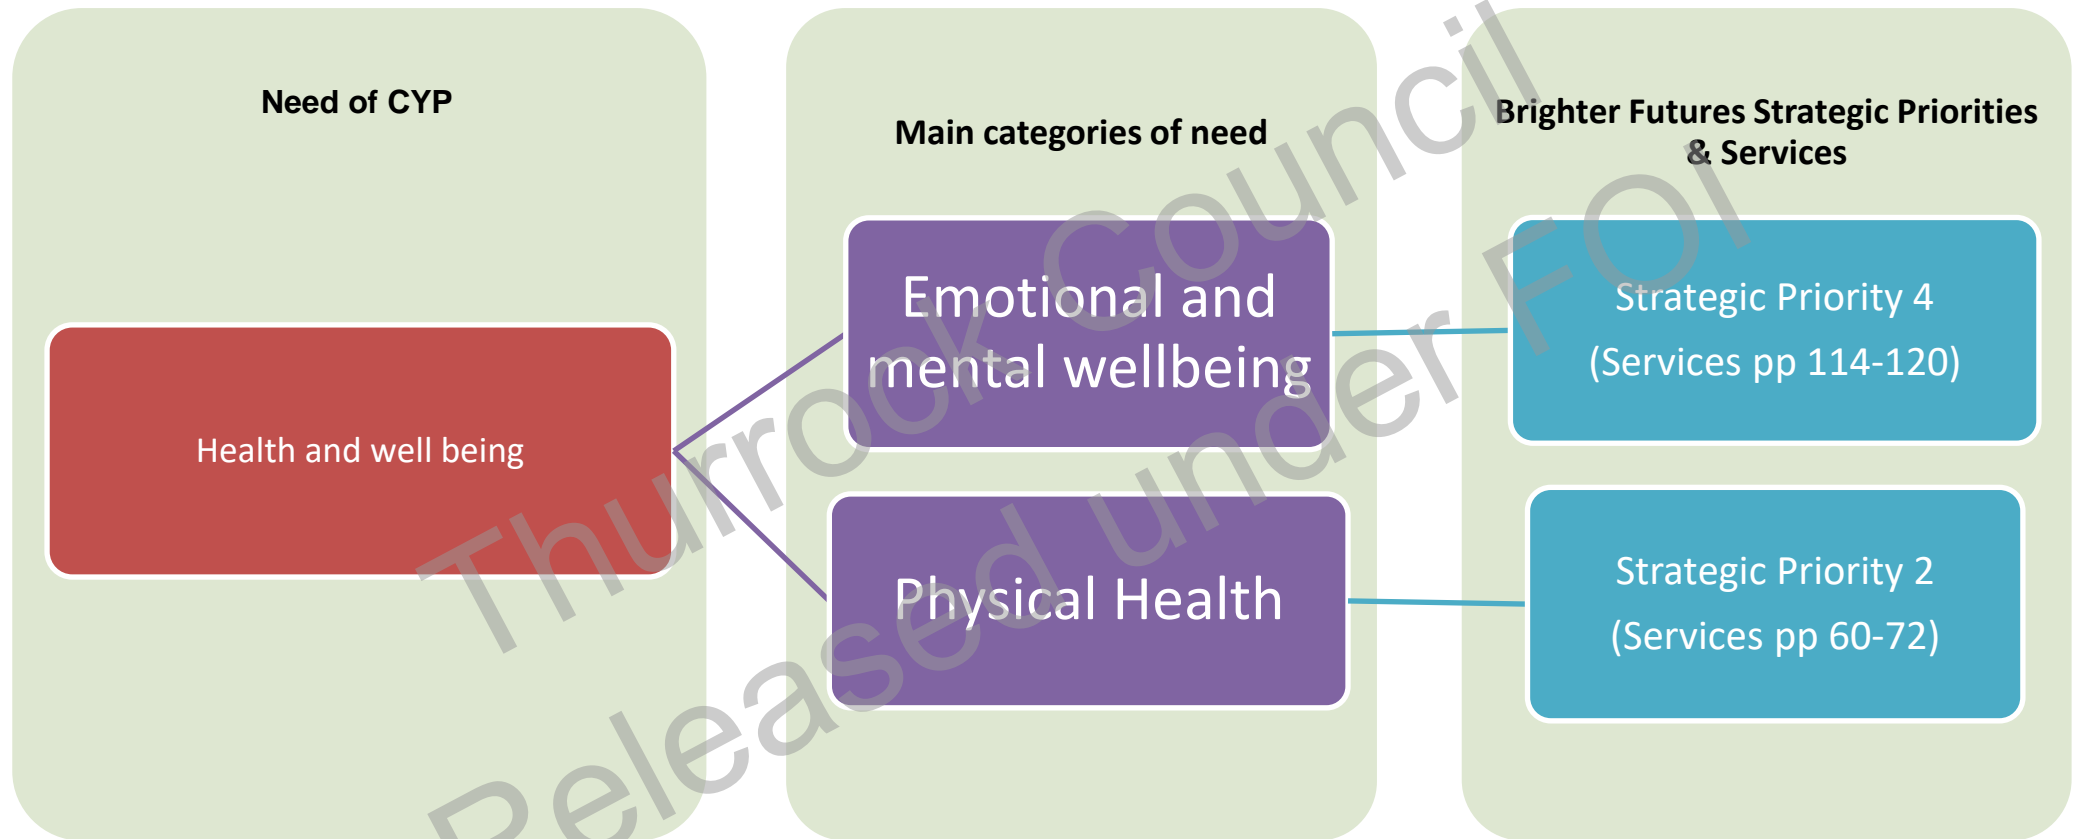 Need of CYP
Health and well being
Main categories of need
Emotional and
mental wellbeing
Physical Health
Brighter Futures Strategic Priorities
& Services
Strategic Priority 4
(Services pp 114-120)
Strategic Priority 2
(Services pp 60-72)
Thurrock Council
Released under FOI